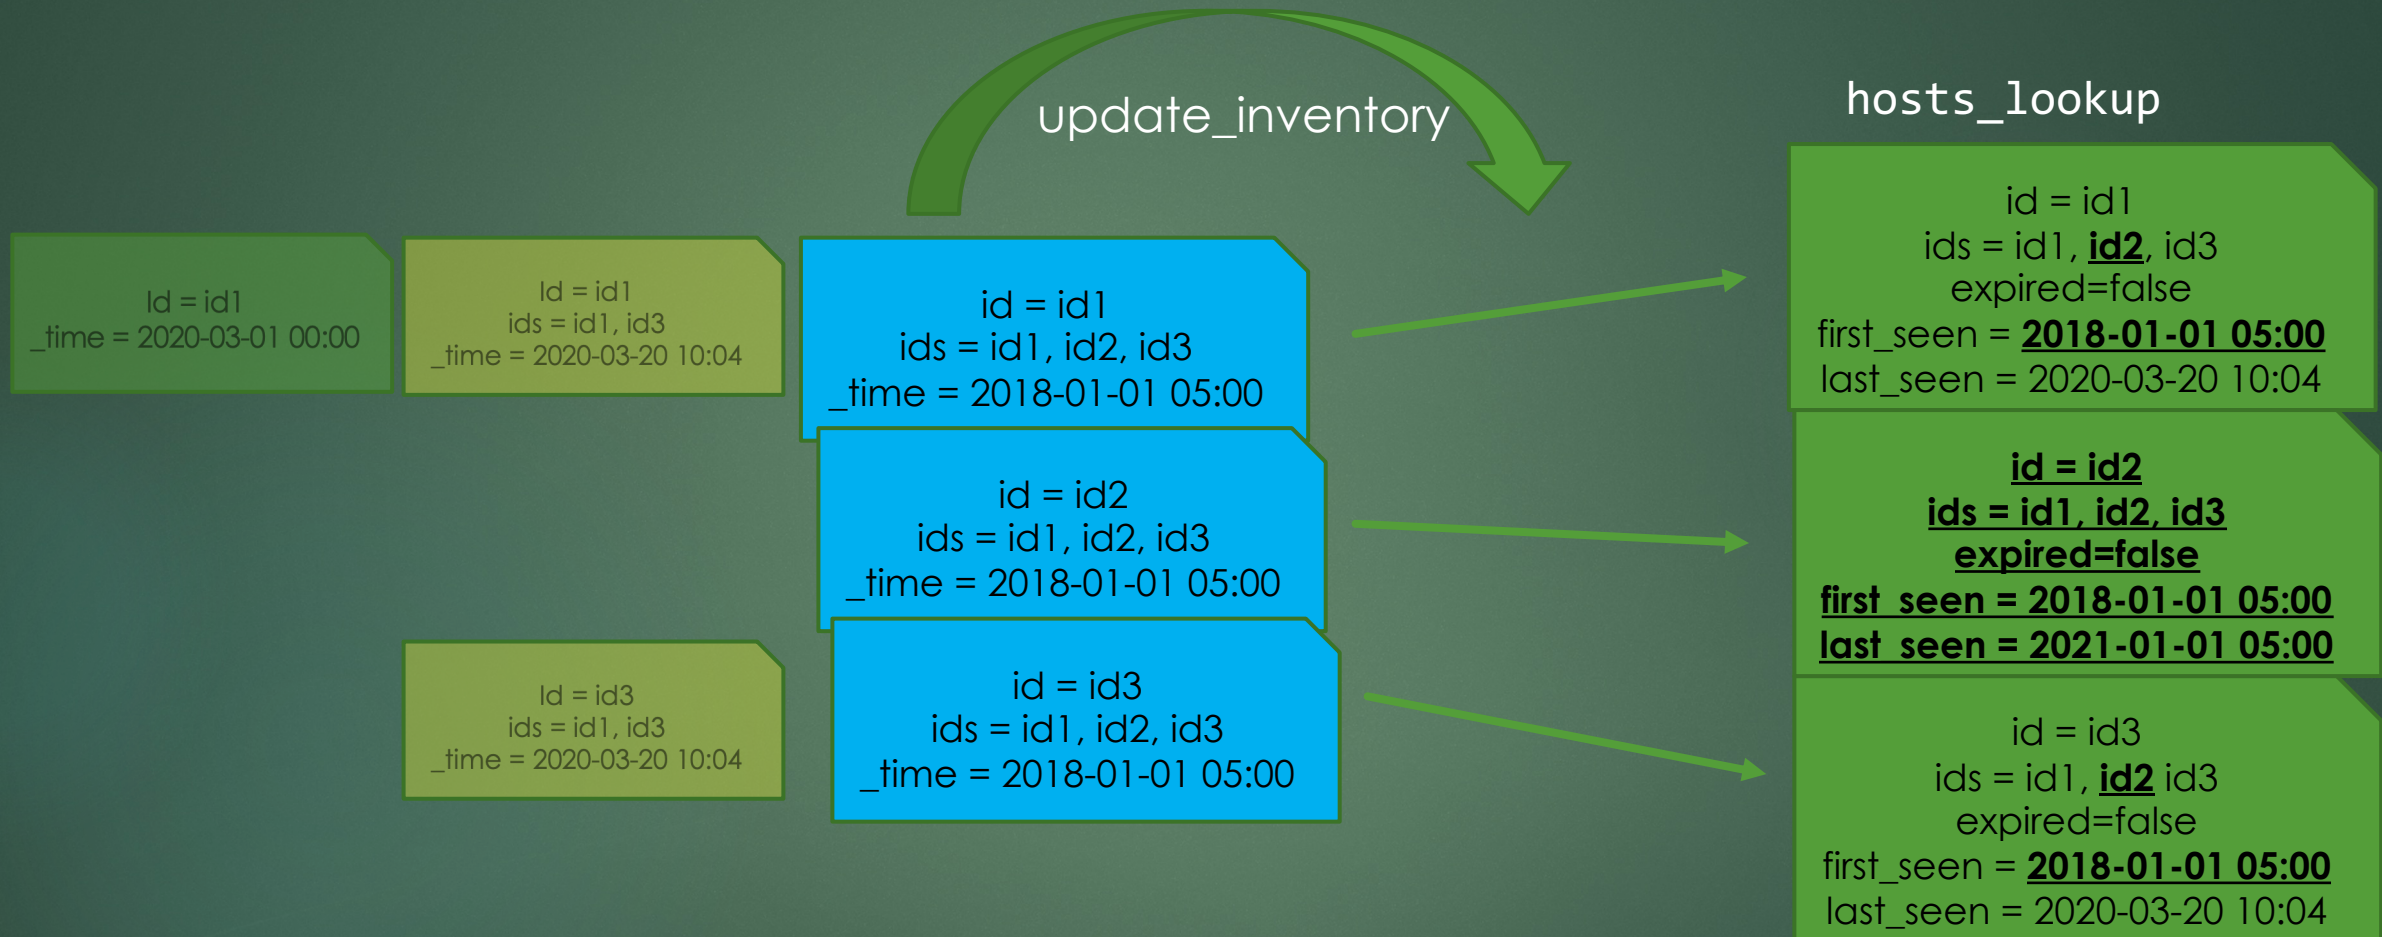 update_inventory
hosts_lookup
Id = id1
_time = 2020-03-01 00:00
Id = id1
ids = id1, id3
_time = 2020-03-20 10:04
Id = id3
ids = id1, id3
_time = 2020-03-20 10:04
id = id1
ids = id1, id2, id3
_time = 2018-01-01 05:00
id = id2
ids = id1, id2, id3
_time = 2018-01-01 05:00
id = id3
ids = id1, id2, id3
_time = 2018-01-01 05:00
id = id1
ids = id1, id2, id3
expired=false
first_seen = 2018-01-01 05:00
last_seen = 2020-03-20 10:04
id = id2
ids = id1, id2, id3
expired=false
first_seen = 2018-01-01 05:00
last_seen = 2021-01-01 05:00
id = id3
ids = id1, id2 id3
expired=false
first_seen = 2018-01-01 05:00
last_seen = 2020-03-20 10:04